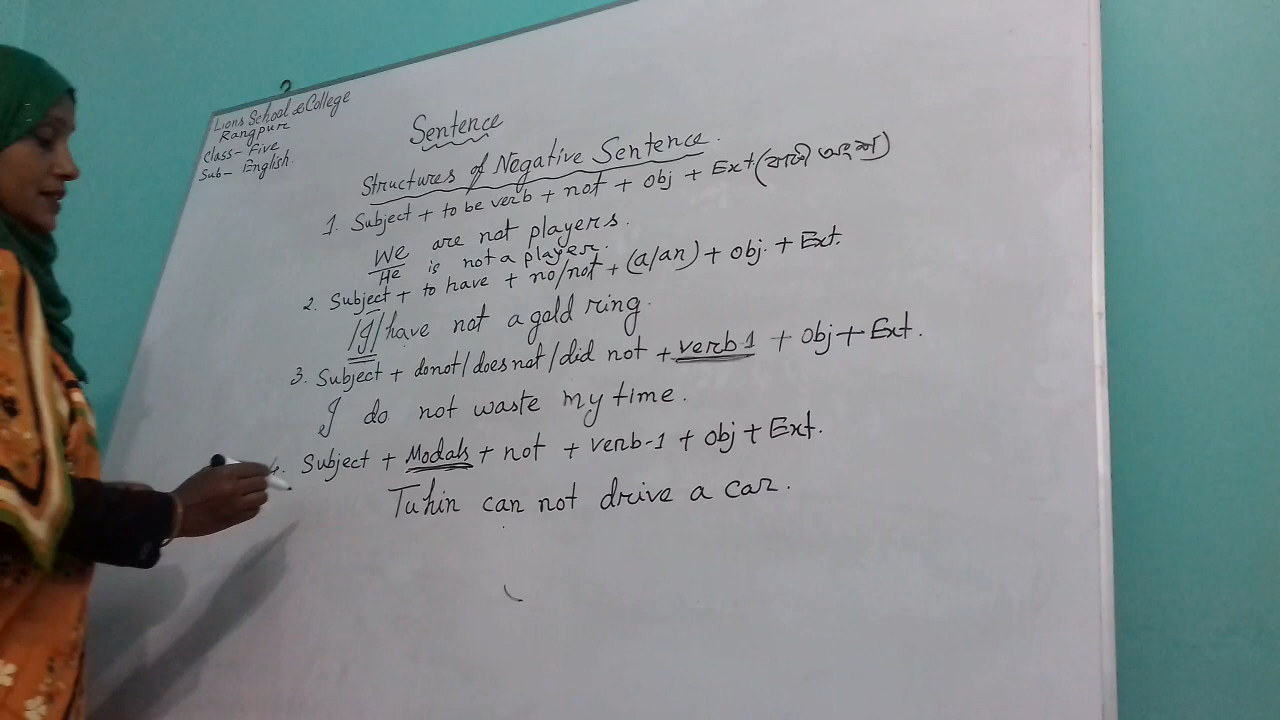 Lions School & College
Rangpur
Class- Five
Sub- English.
Sentence
Structures of Negative Sentence.
1. Subject + to be verb + not + obj + Ext (বাকী অংশ)
We are not players.
He is not a player.
2. Subject + to have + no/not + (a/an) + obj. + Ext.
/I/ have not a gold ring.
3. Subject + donot/does not/did not + verb-1 + obj + Ext.
I do not waste my time.
Subject + Modals + not + verb-1 + obj + Ext.
Tuhin can not drive a car.